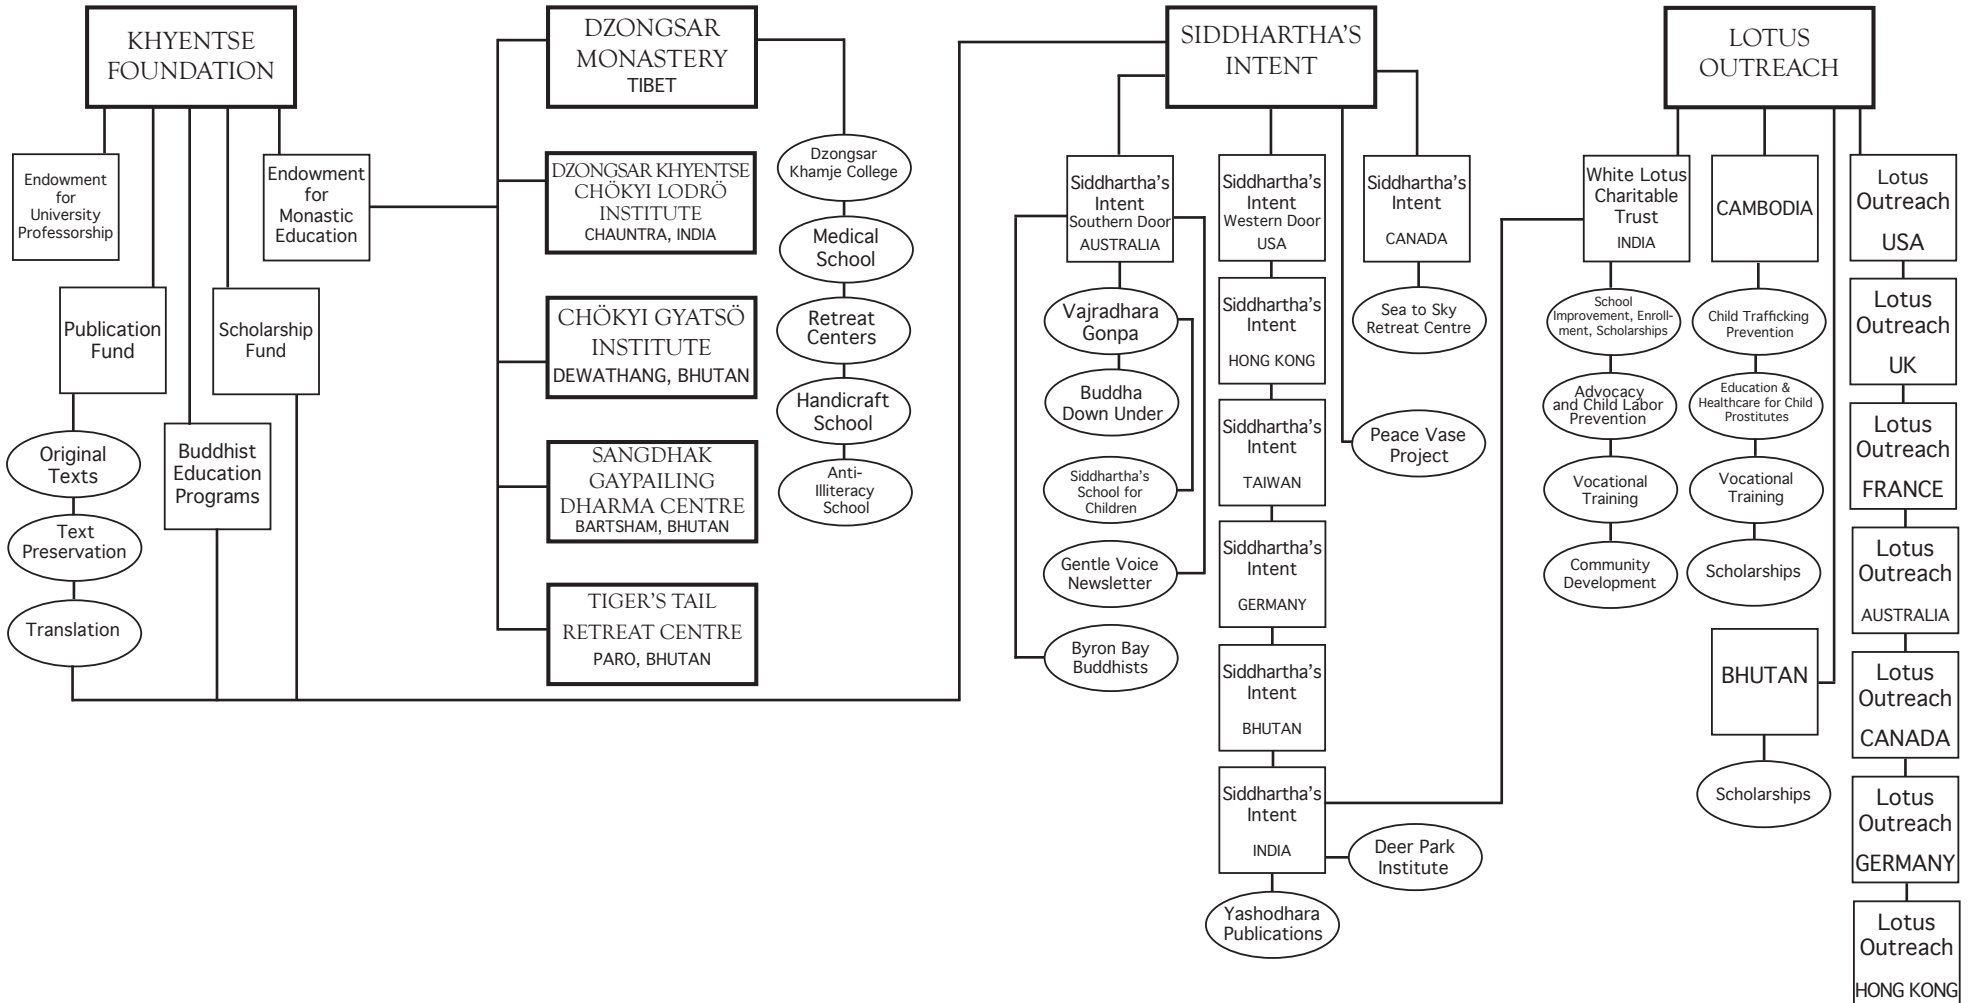 KHYENTSE
FOUNDATION
Endowment
for
University
Professorship
Endowment
for
Monastic
Education
Publication
Fund
Scholarship
Fund
Original
Texts
Text
Preservation
Translation
Buddhist
Education
Programs
DZONGSAR
MONASTERY
TIBET
DZONGSAR KHYENTSE
CHÖKYI LODRÖ
INSTITUTE
CHAUNTRA, INDIA
CHÖKYI GYATSÖ
INSTITUTE
DEWATHANG, BHUTAN
SANGDHAK
GAYPAILING
DHARMA CENTRE
BARTSHAM, BHUTAN
TIGER'S TAIL
RETREAT CENTRE
PARO, BHUTAN
Dzongsar
Khamje College
Medical
School
Retreat
Centers
Handicraft
School
Anti-
Illiteracy
School
SIDDHARTHA'S
INTENT
Siddhartha's
Intent
Southern Door
AUSTRALIA
Vajradhara
Gonpa
Buddha
Down Under
Siddhartha's
School for
Children
Gentle Voice
Newsletter
Byron Bay
Buddhists
Siddhartha's
Intent
Western Door
USA
Siddhartha's
Intent
HONG KONG
Siddhartha's
Intent
TAIWAN
Siddhartha's
Intent
GERMANY
Siddhartha's
Intent
BHUTAN
Siddhartha's
Intent
INDIA
Yashodhara
Publications
Deer Park
Institute
Siddhartha's
Intent
CANADA
Sea to Sky
Retreat Centre
Peace Vase
Project
LOTUS
OUTREACH
White Lotus
Charitable
Trust
INDIA
School
Improvement, Enroll-
ment, Scholarships
Advocacy
and Child Labor
Prevention
Vocational
Training
Community
Development
CAMBODIA
Child Trafficking
Prevention
Education &
Healthcare for Child
Prostitutes
Vocational
Training
Scholarships
BHUTAN
Scholarships
Lotus
Outreach
USA
Lotus
Outreach
UK
Lotus
Outreach
FRANCE
Lotus
Outreach
AUSTRALIA
Lotus
Outreach
CANADA
Lotus
Outreach
GERMANY
Lotus
Outreach
HONG KONG